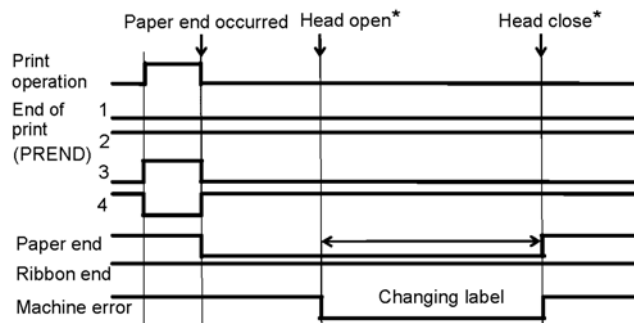 Paper end occurred Head open* Head close*
Print
operation
End of 1
print 2
(PREND)
3
4
Paper end
Ribbon end
Machine error Changing label